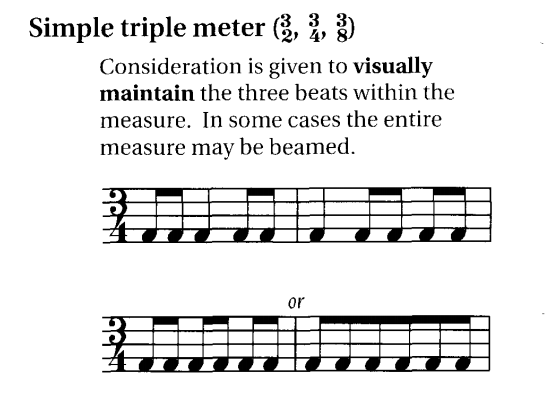 Simple triple meter (3/2, 3/4, 3/8)
Consideration is given to visually
maintain the three beats within the
measure. In some cases the entire
measure may be beamed.
3
4
or
3
4